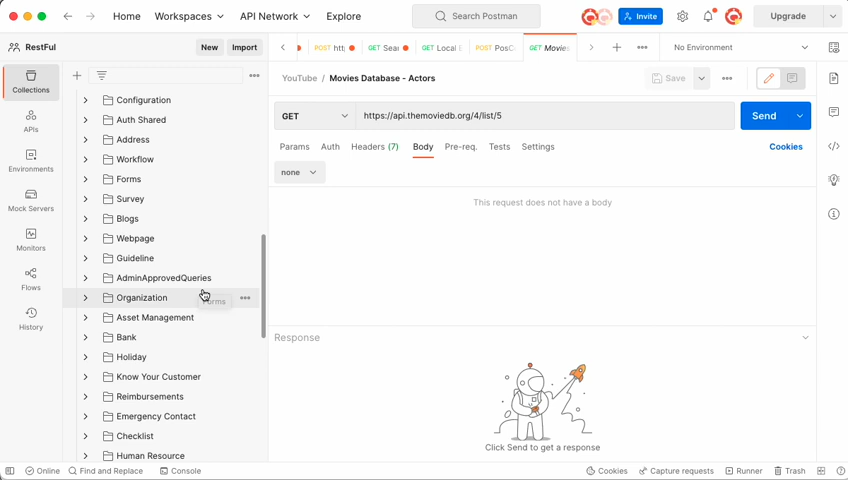 Home Workspaces API Network Explore Search Postman Invite Upgrade
RestFul New Import POST GET Sea GET Local POST PosC GET Movies No Environment
YouTube / Movies Database - Actors Save
Collections
GET https://api.themoviedb.org/4/list/5 Send
Params Auth Headers (7) Body Pre-req. Tests Settings Cookies
none
This request does not have a body
APIs
Environments
Mock Servers
Monitors
Flows
History
Configuration
Auth Shared
Address
Workflow
Forms
Survey
Blogs
Webpage
Guideline
AdminApprovedQueries
Organization
Forms
Asset Management
Bank
Holiday
Know Your Customer
Reimbursements
Emergency Contact
Checklist
Human Resource
Response
Click Send to get a response
Online Find and Replace Console Cookies Capture requests Runner Trash